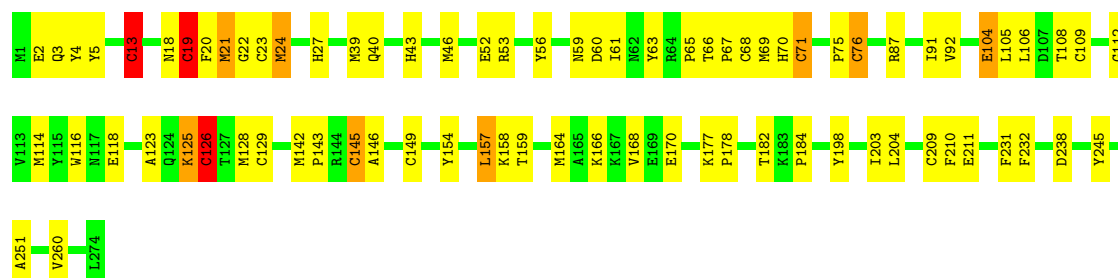 M1 E2 Q3 Y4 Y5 C13 N18 C19 F20 M21 G22 C23 M24 H27 M39 Q40 H43 M46 E52 R53 Y56 N59 D60 I61 N62 Y63 R64 P65 T66 P67 C68 M69 H70 C71 P75 C76 R87 I91 V92 E104 L105 L106 D107 T108 C109
V113 M114 Y115 W116 N117 E118 A123 Q124 K125 C126 T127 M128 C129 M142 P143 R144 C145 A146 C149 Y154 L157 K158 T159 M164 A165 K166 K167 V168 E169 E170 K177 P178 T182 K183 P184 Y198 I203 L204 C209 F210 E211 F231 F232 D238 Y245
A251 V260 L274